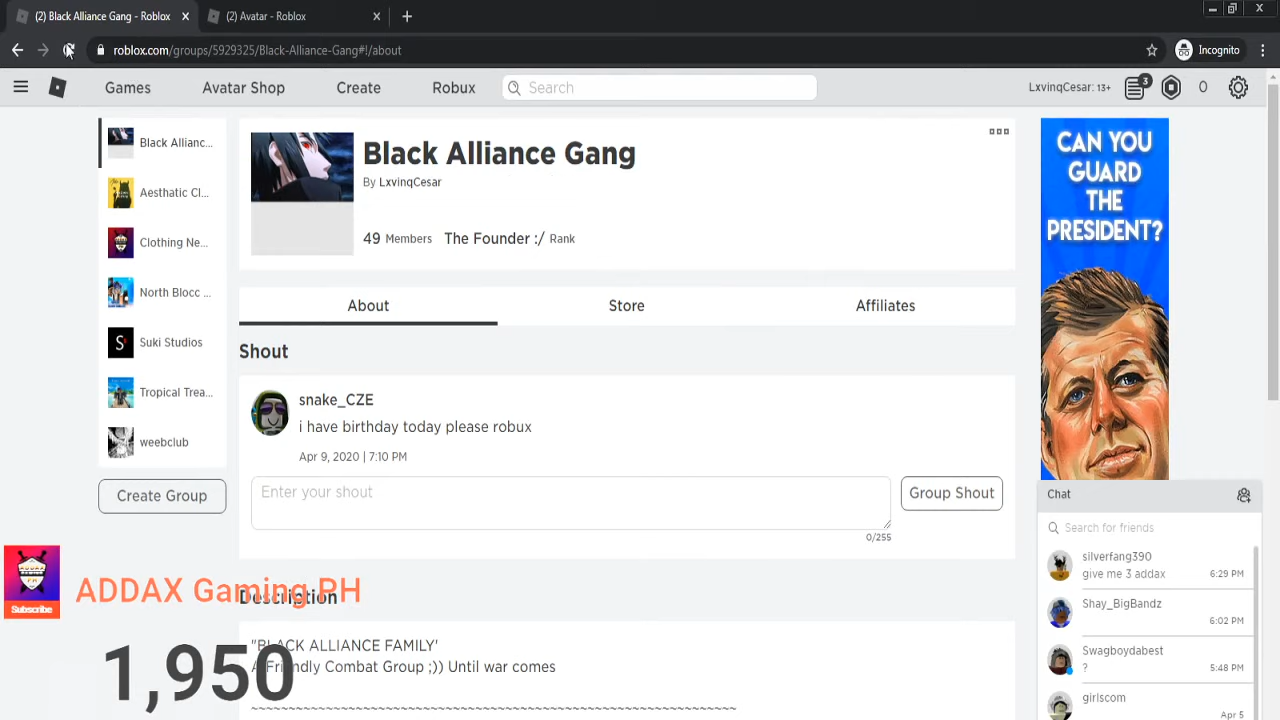 (2) Black Alliance Gang - Roblox
(2) Avatar - Roblox
roblox.com/groups/5929325/Black-Alliance-Gang#!/about
Incognito
Games
Avatar Shop
Create
Robux
Search
LxvinqCesar: 13+
3
0
Black Allianc...
Aesthatic Cl...
Clothing Ne...
North Blocc ...
Suki Studios
Tropical Trea...
weebclub
Create Group
Black Alliance Gang
By LxvinqCesar
49 Members The Founder :/ Rank
About
Store
Affiliates
Shout
snake_CZE
i have birthday today please robux
Apr 9, 2020 | 7:10 PM
Enter your shout
Group Shout
0/255
Description
"BLACK ALLIANCE FAMILY'
A Friendly Combat Group ;)) Until war comes
~~~~~~~~~~~~~~~~~~~~~~~~~~~~~~~~~~~~~~~~~~~~~~~~~~~~~~~~~~~~~
CAN YOU
GUARD
THE
PRESIDENT?
Chat
Search for friends
silverfang390
give me 3 addax
6:29 PM
Shay_BigBandz
6:02 PM
Swagboydabest
?
5:48 PM
girlscom
Apr 5
Subscribe
ADDAX Gaming PH
1,950